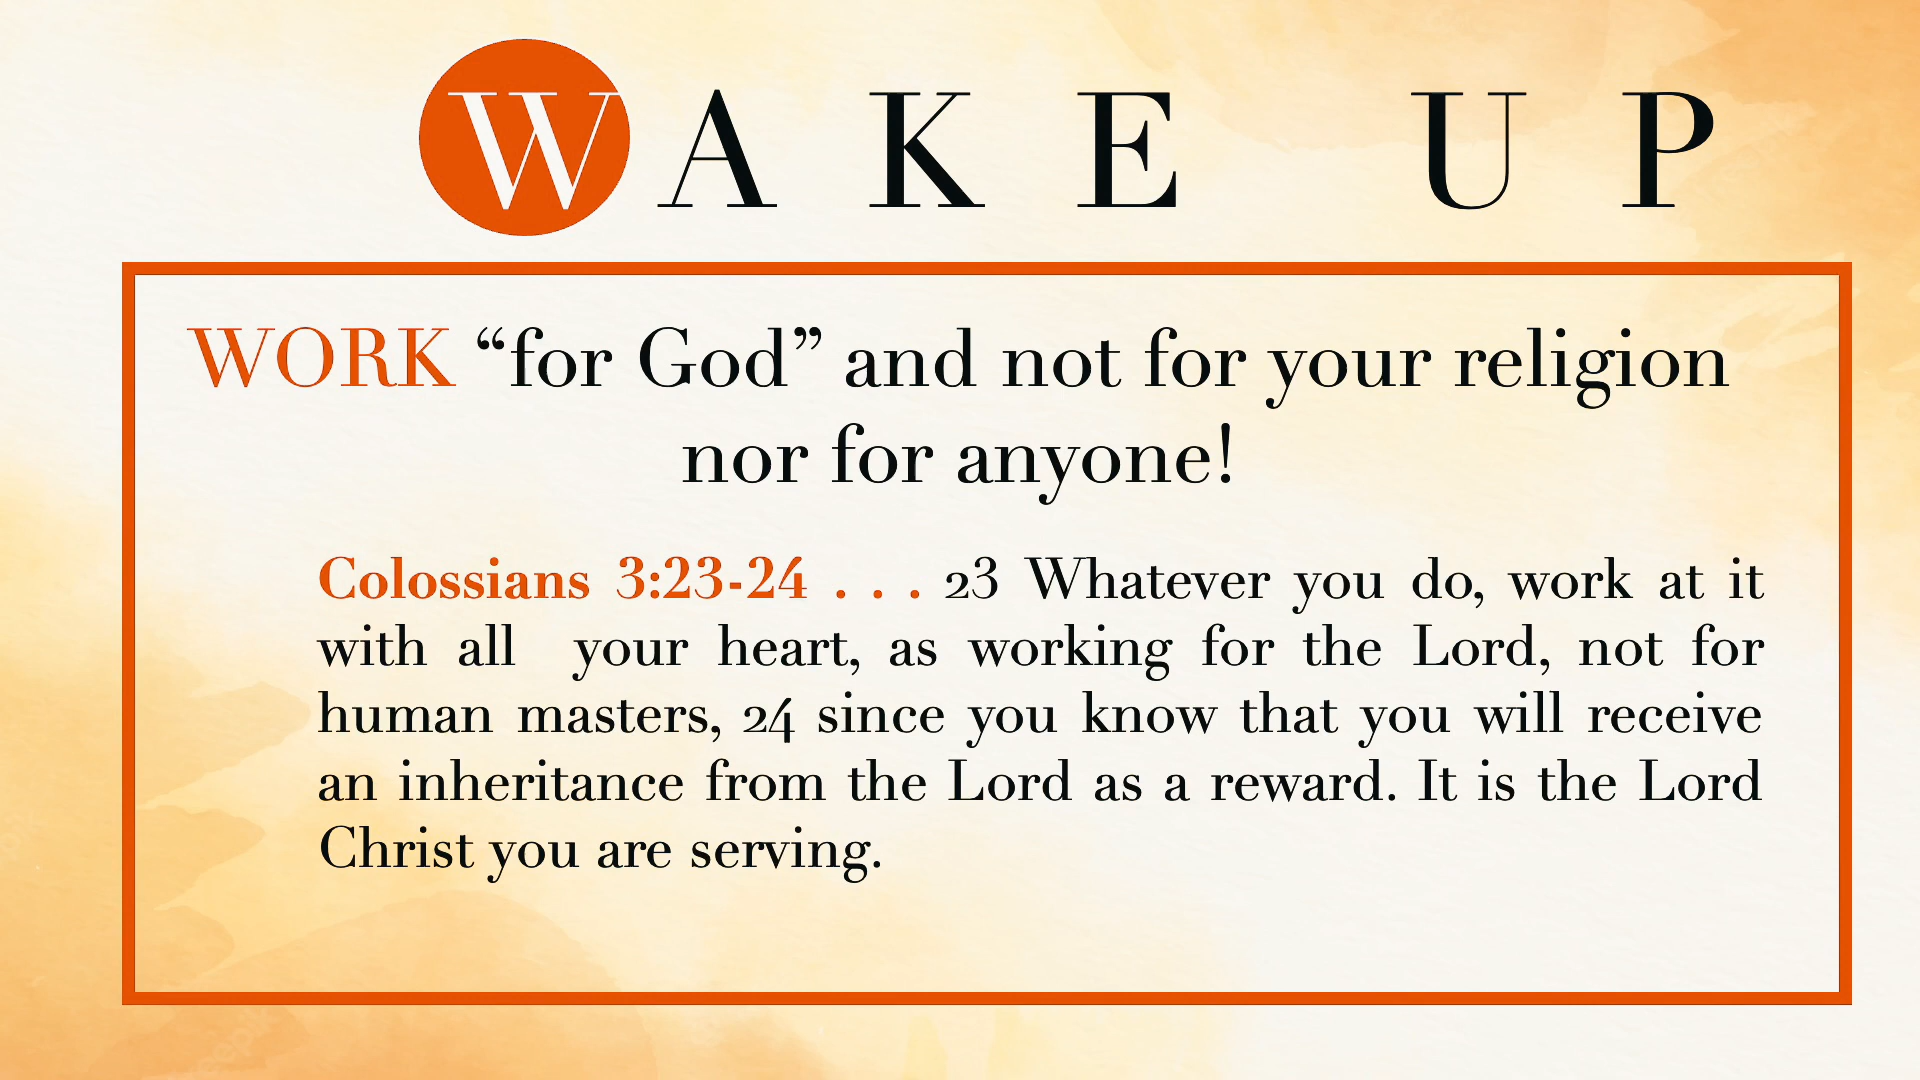 WAKE UP
WORK “for God” and not for your religion
nor for anyone!
Colossians 3:23-24 . . . 23 Whatever you do, work at it
with all your heart, as working for the Lord, not for
human masters, 24 since you know that you will receive
an inheritance from the Lord as a reward. It is the Lord
Christ you are serving.